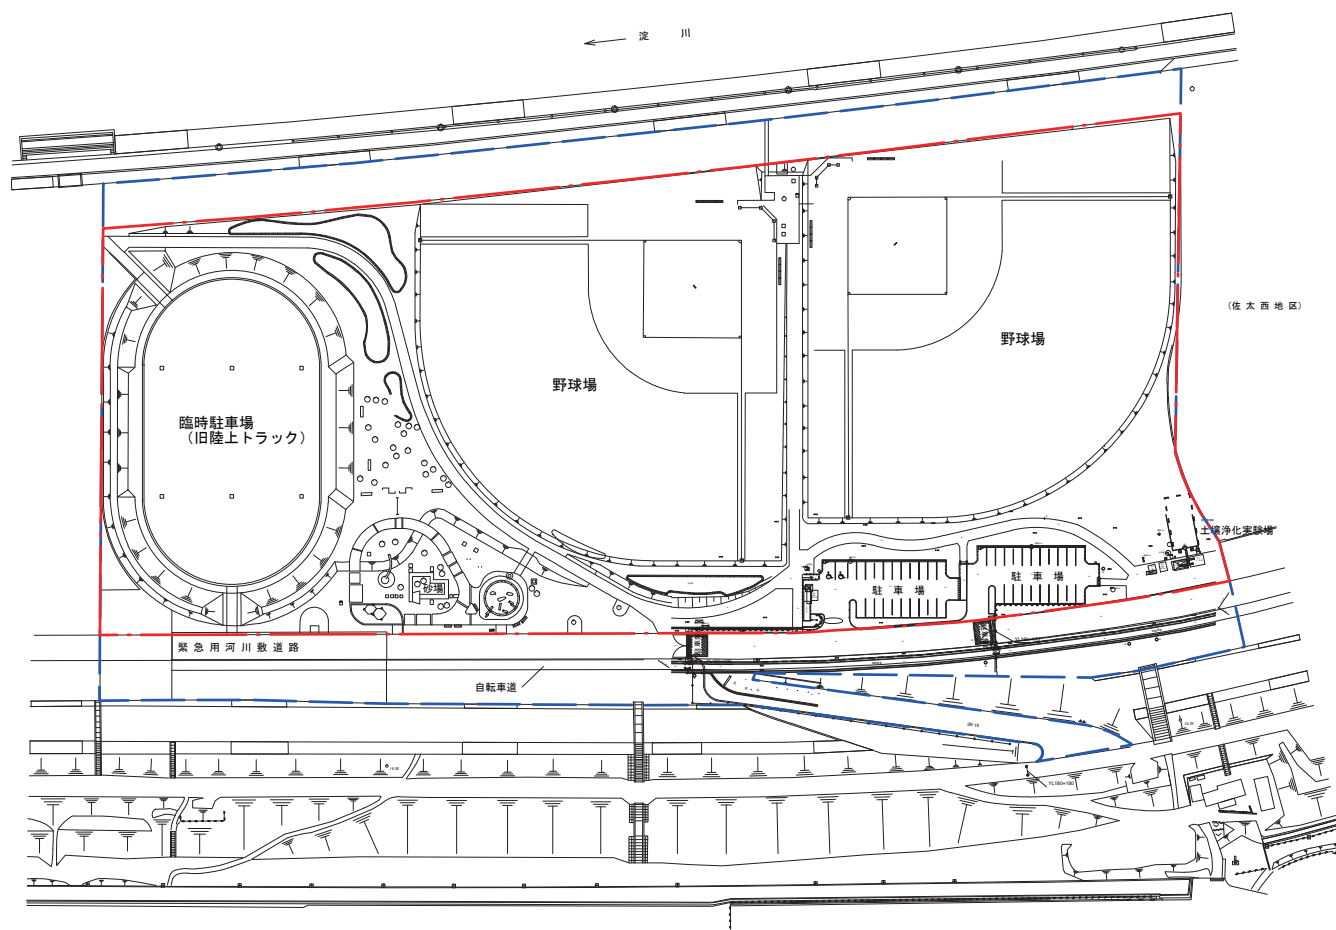 淀川
(佐太西地区)
野球場
野球場
臨時駐車場
(旧陸上トラック)
土壌浄化実験場
駐車場
駐車場
砂場
緊急用河川敷道路
自転車道
YL180+180